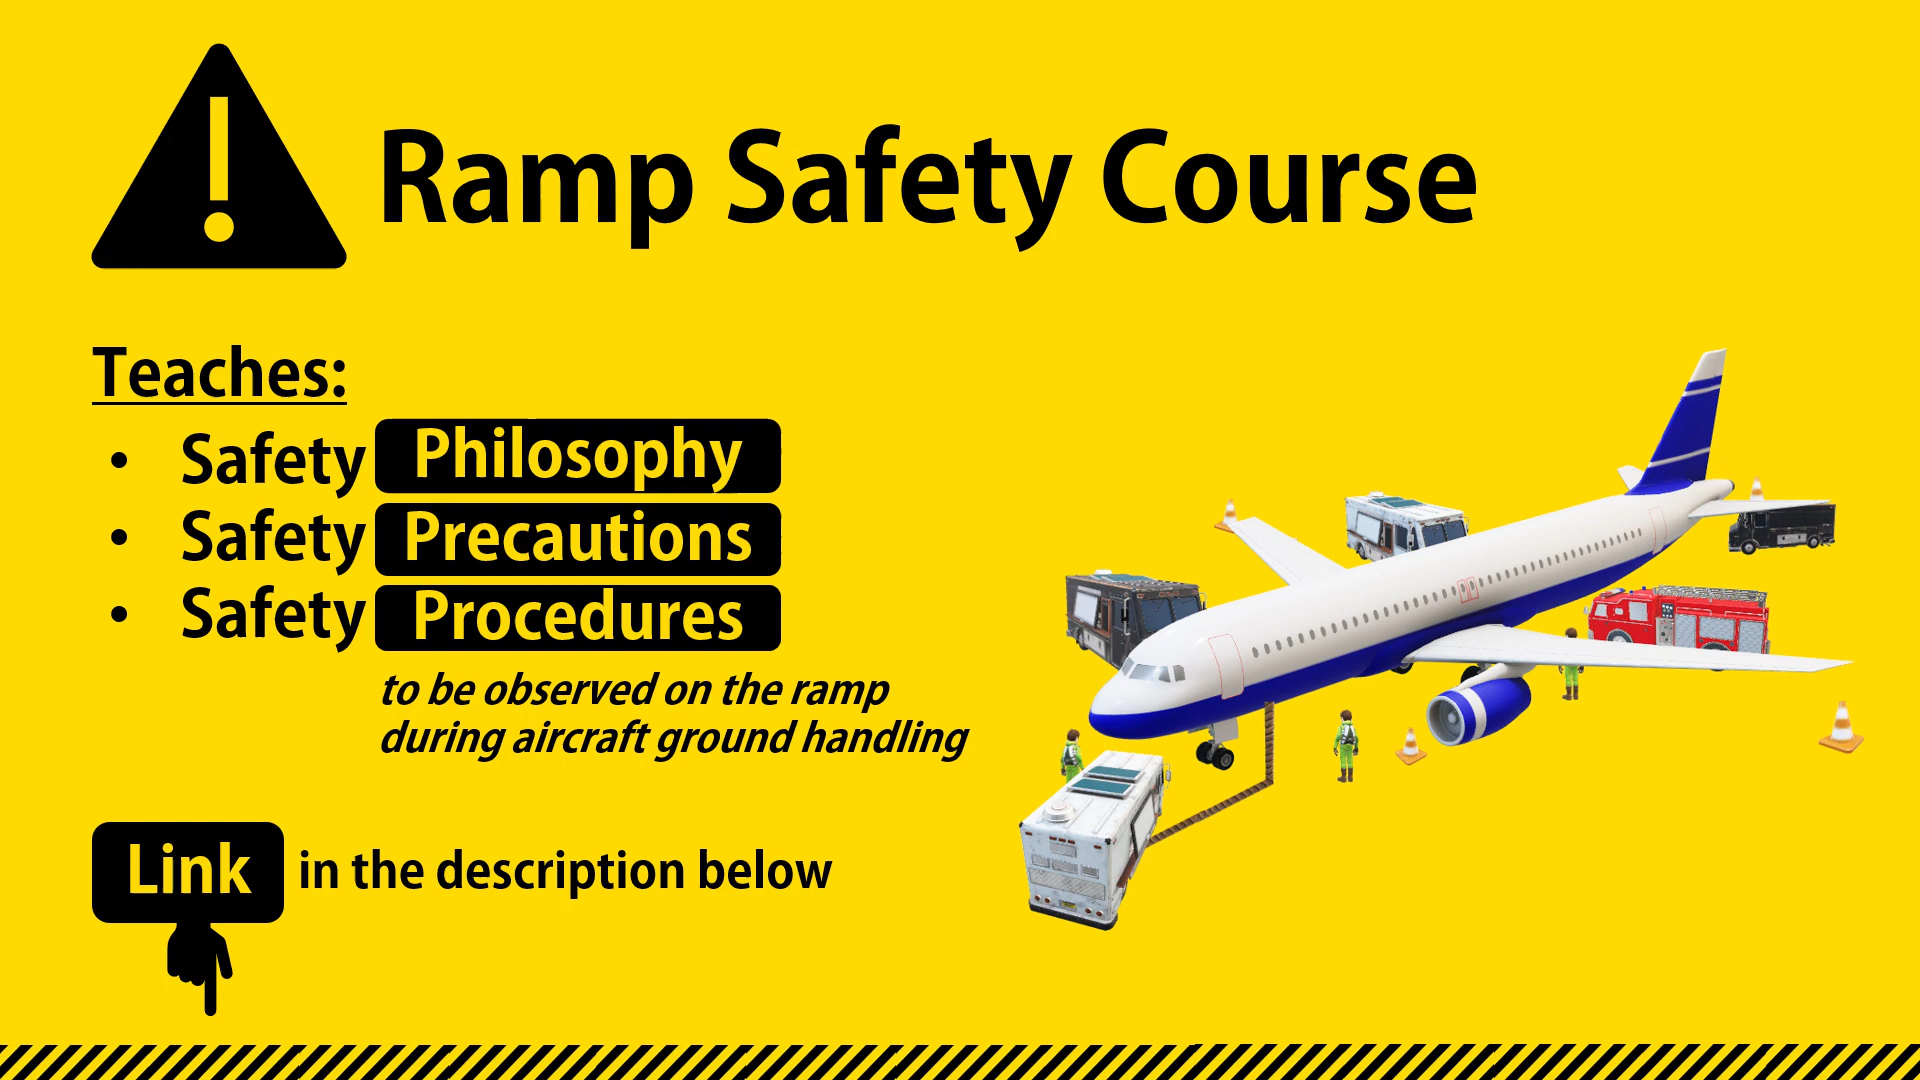 Ramp Safety Course
Teaches:
• Safety Philosophy
• Safety Precautions
• Safety Procedures
to be observed on the ramp
during aircraft ground handling
Link in the description below